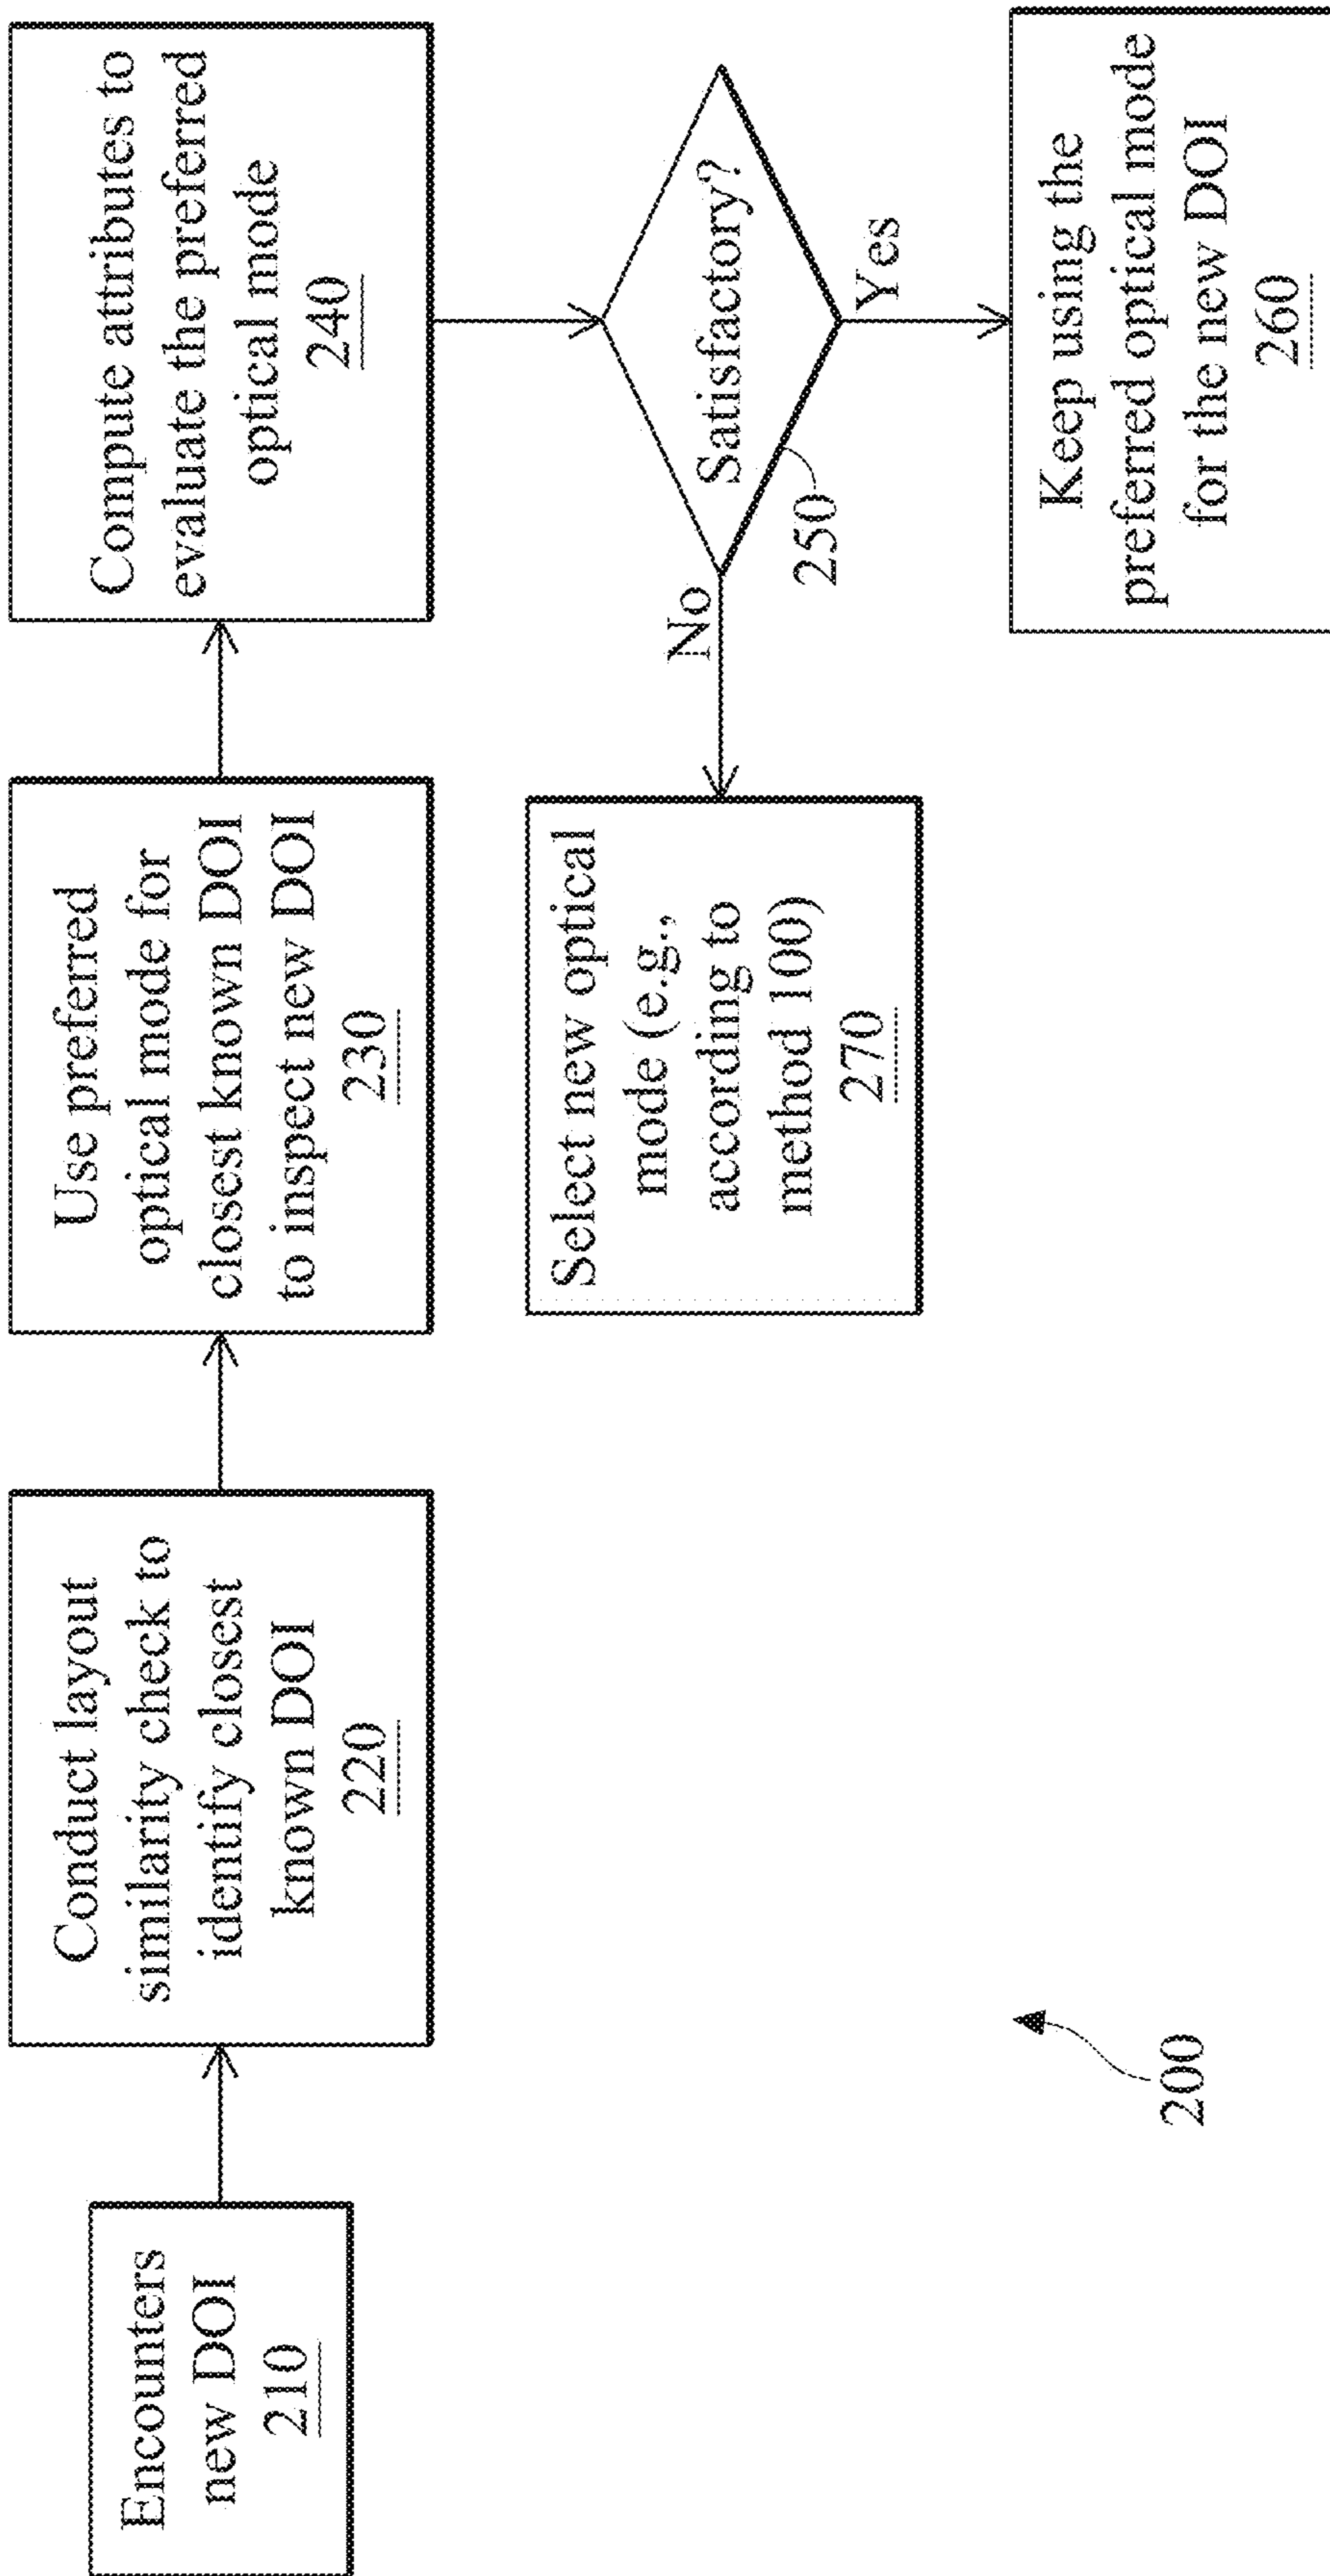 Encounters
new DOI
210
Conduct layout
similarity check to
identify closest
known DOI
220
Use preferred
optical mode for
closest known DOI
to inspect new DOI
230
Compute attributes to
evaluate the preferred
optical mode
240
Satisfactory?
250
No
Yes
Select new optical
mode (e.g.,
according to
method 100)
270
Keep using the
preferred optical mode
for the new DOI
260
200